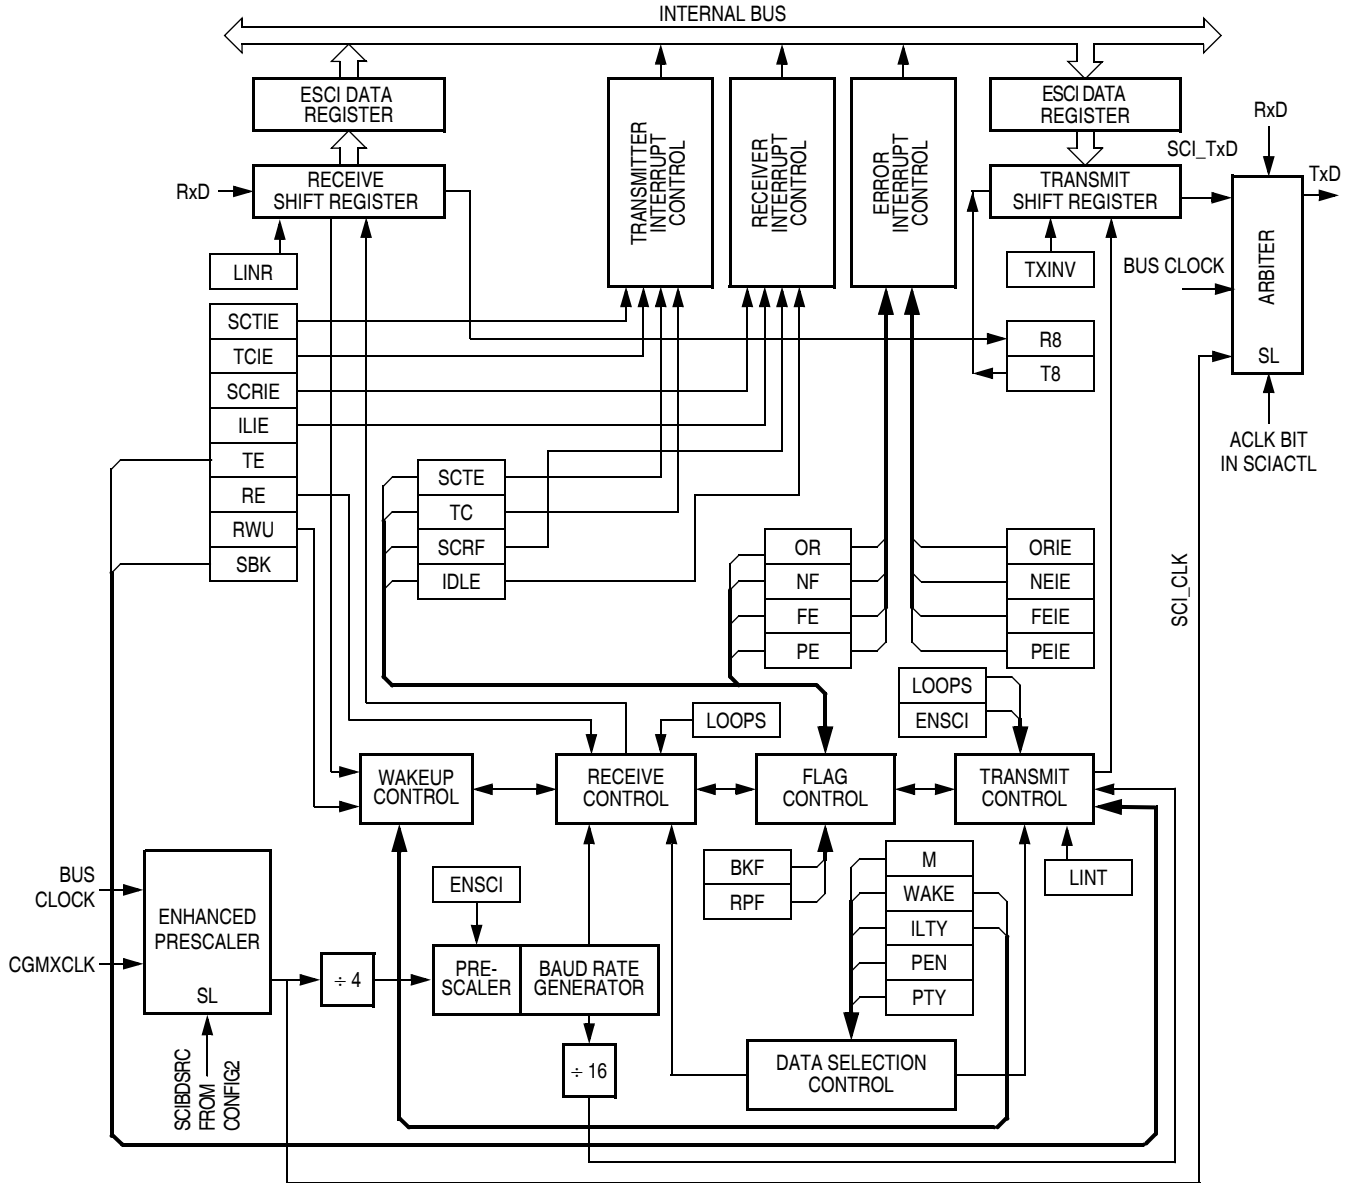 INTERNAL BUS
ESCI DATA
REGISTER
TRANSMITTER
INTERRUPT
CONTROL
RECEIVER
INTERRUPT
CONTROL
ERROR
INTERRUPT
CONTROL
ESCI DATA
REGISTER
RxD
SCI_TxD
RxD
RECEIVE
SHIFT REGISTER
TRANSMIT
SHIFT REGISTER
TxD
ARBITER
SL
LINR
TXINV
BUS CLOCK
SCTIE
TCIE
SCRIE
ILIE
TE
RE
RWU
SBK
R8
T8
ACLK BIT
IN SCIACTL
SCTE
TC
SCRF
IDLE
OR
NF
FE
PE
ORIE
NEIE
FEIE
PEIE
SCI_CLK
LOOPS
LOOPS
ENSCI
WAKEUP
CONTROL
RECEIVE
CONTROL
FLAG
CONTROL
TRANSMIT
CONTROL
BKF
RPF
M
WAKE
ILTY
PEN
PTY
LINT
BUS
CLOCK
CGMXCLK
ENHANCED
PRESCALER
SL
ENSCI
÷ 4
PRE-
SCALER
BAUD RATE
GENERATOR
÷ 16
DATA SELECTION
CONTROL
SCIBDSRC
FROM
CONFIG2